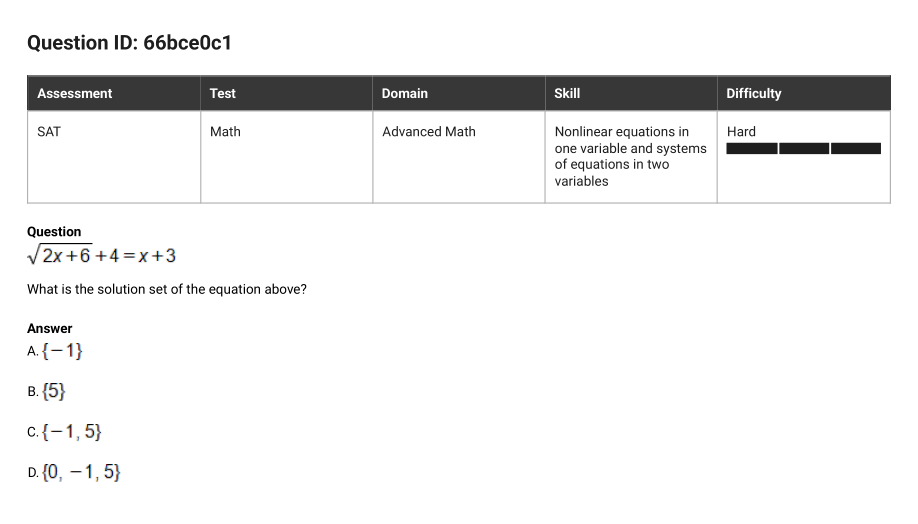 Question ID: 66bce0c1
Assessment Test Domain Skill Difficulty
SAT Math Advanced Math Nonlinear equations in one variable and systems of equations in two variables Hard
Question
√2x+6 +4=x+3
What is the solution set of the equation above?
Answer
A. {−1}
B. {5}
C. {−1, 5}
D. {0, −1, 5}